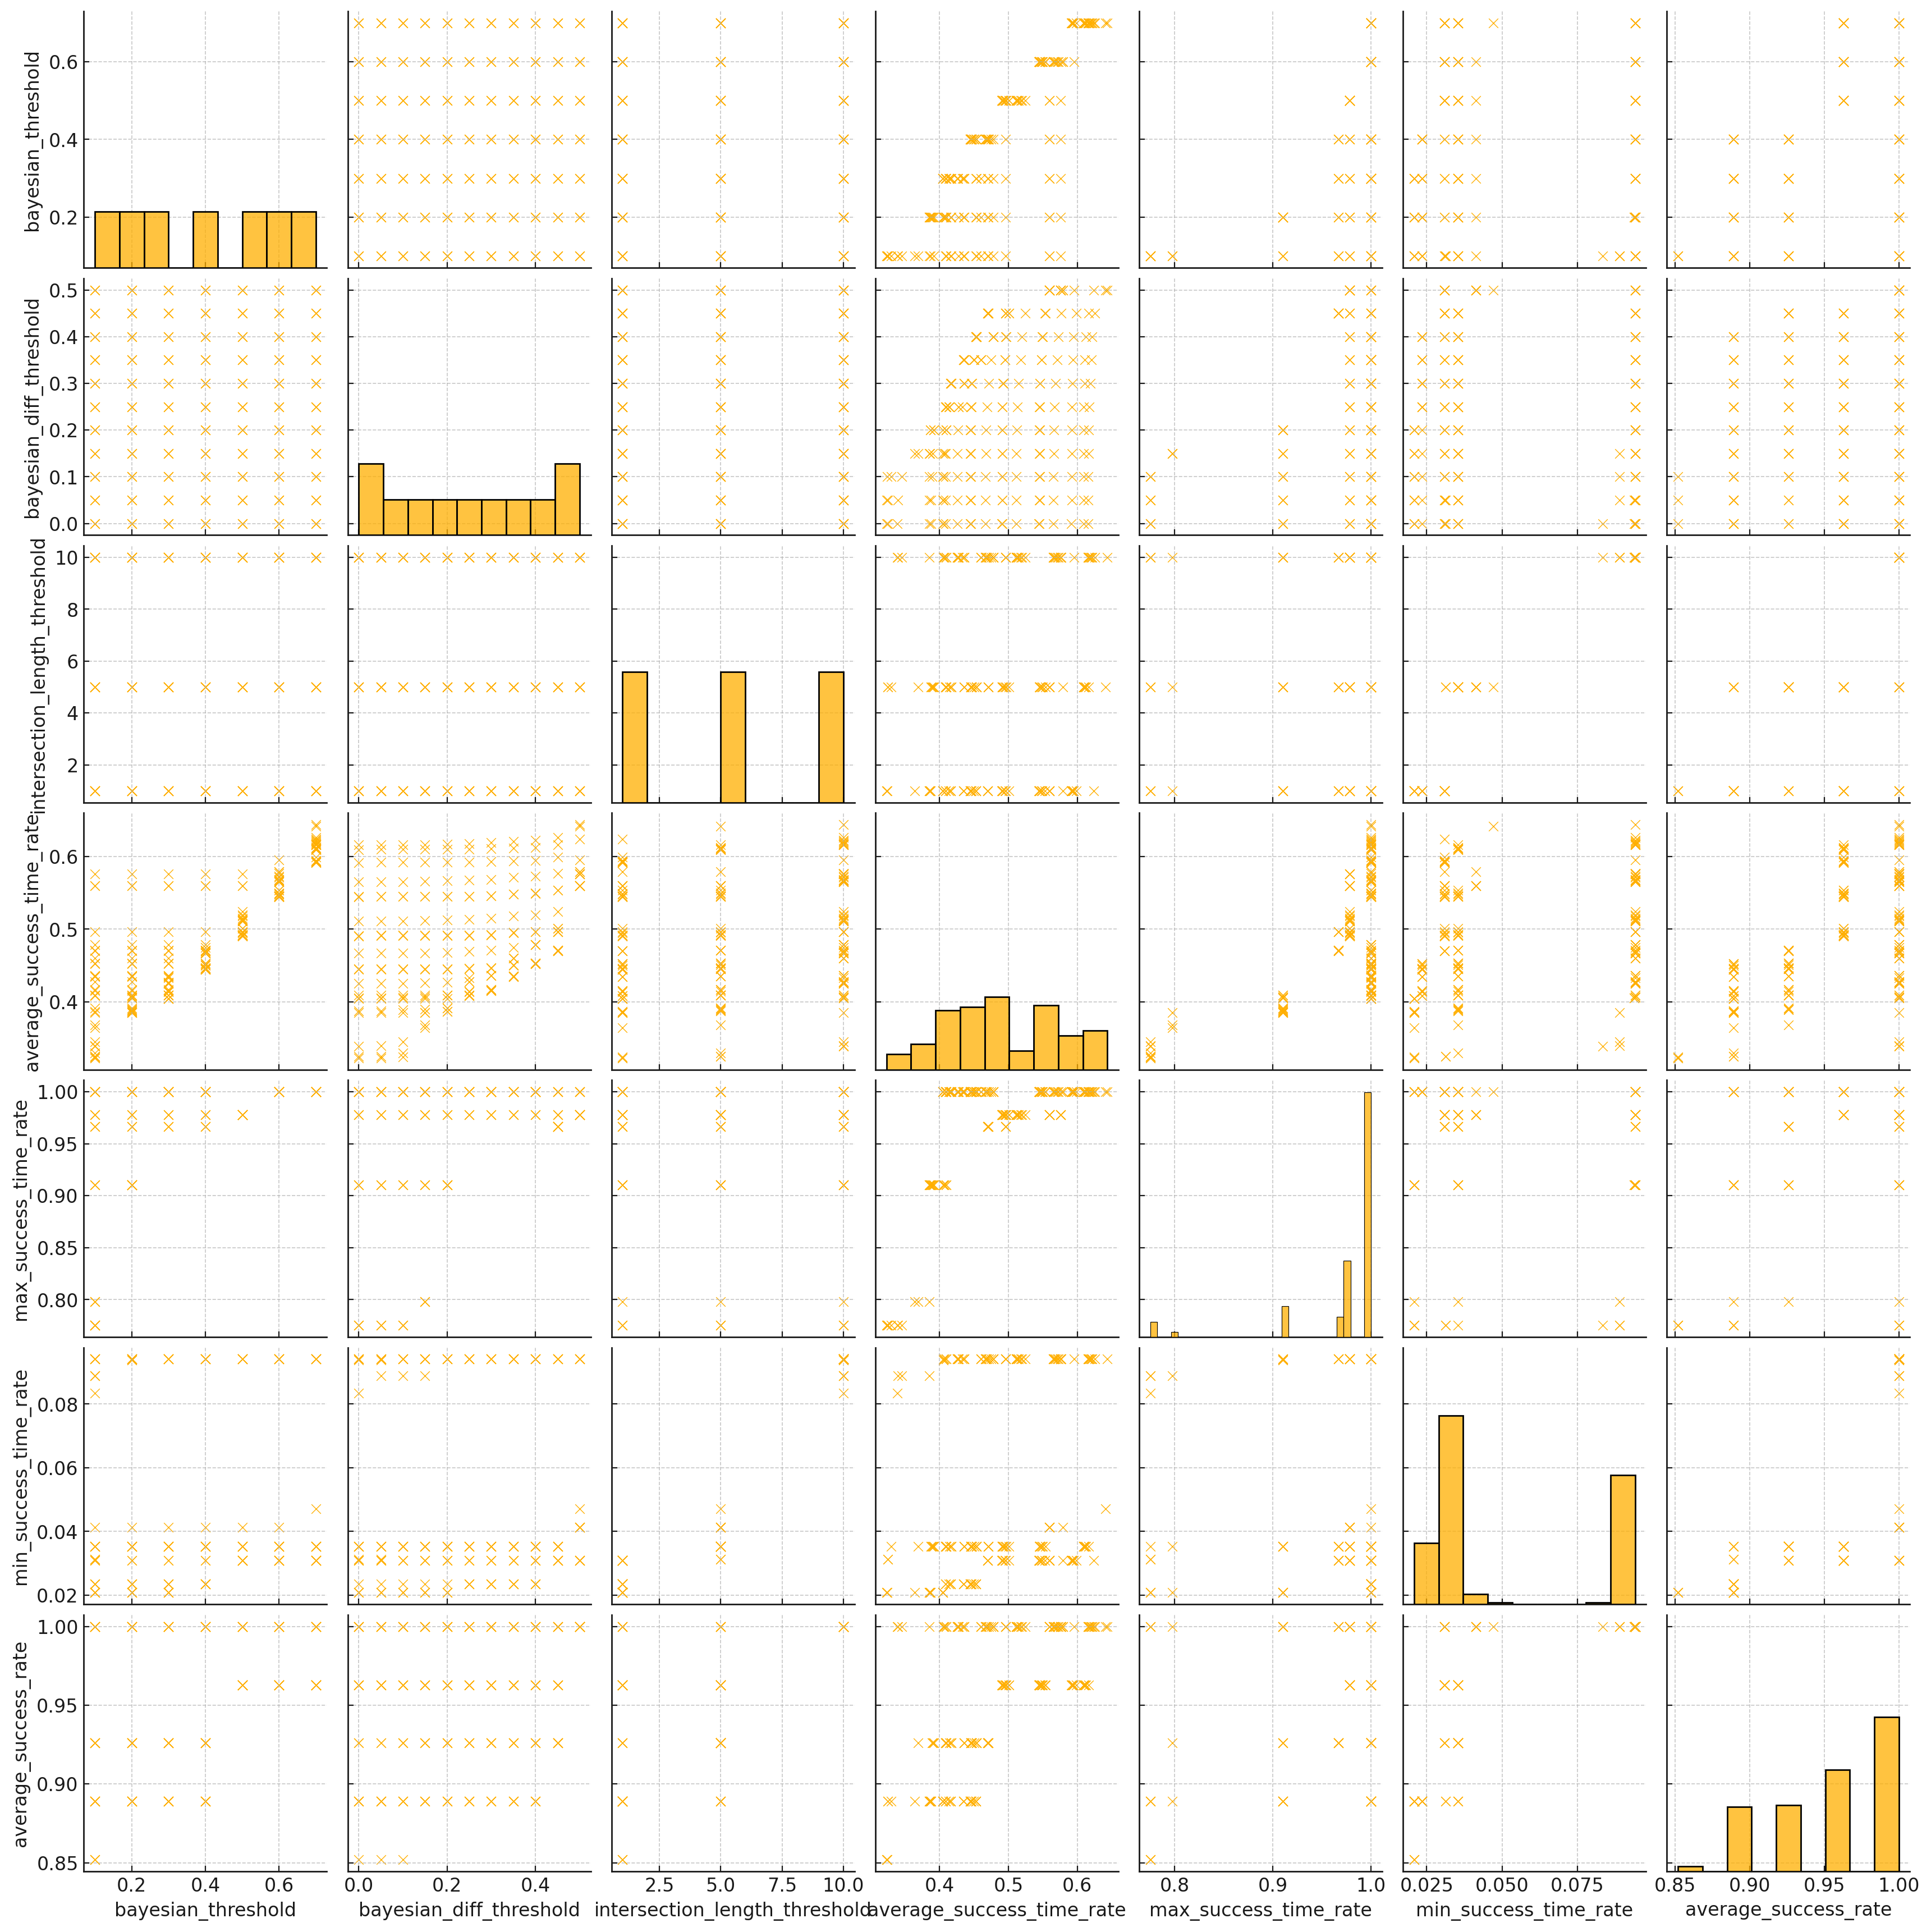 bayesian_threshold
0.6
0.4
0.2
bayesian_diff_threshold
0.5
0.4
0.3
0.2
0.1
0.0
intersection_length_threshold
10
8
6
4
2
average_success_time_rate
0.6
0.5
0.4
max_success_time_rate
1.00
0.95
0.90
0.85
0.80
min_success_time_rate
0.08
0.06
0.04
0.02
average_success_rate
1.00
0.95
0.90
0.85
0.2 0.4 0.6
bayesian_threshold
0.0 0.2 0.4
bayesian_diff_threshold
2.5 5.0 7.5 10.0
intersection_length_threshold
0.4 0.5 0.6
average_success_time_rate
0.8 0.9 1.0
max_success_time_rate
0.025 0.050 0.075
min_success_time_rate
0.85 0.90 0.95 1.00
average_success_rate